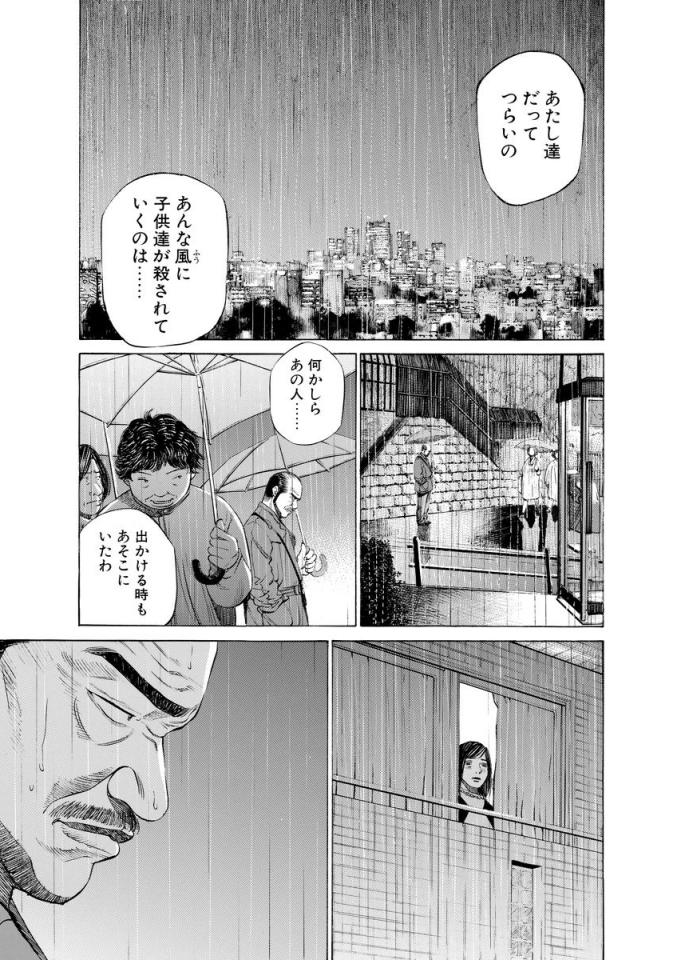 あたし達
だって
つらいの
あんな風に
ふう
子供達が殺されて
いくのは……
何かしら
あの人……
出かける時も
あそこに
いたわ